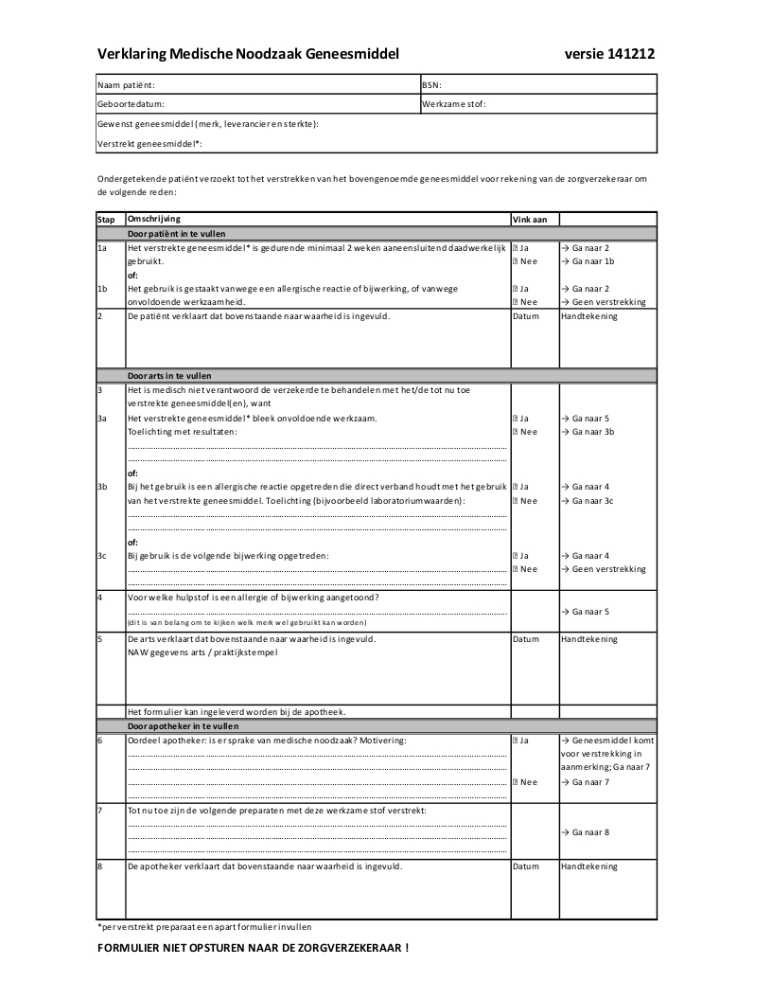 Verklaring Medische Noodzaak Geneesmiddel versie 141212
Naam patiënt: BSN:
Geboortedatum: Werkzame stof:
Gewenst geneesmiddel (merk, leverancier en sterkte):
Verstrekt geneesmiddel*:
Ondergetekende patiënt verzoekt tot het verstrekken van het bovengenoemde geneesmiddel voor rekening van de zorgverzekeraar om
de volgende reden:
Stap Omschrijving Vink aan
Door patiënt in te vullen
1a Het verstrekte geneesmiddel* is gedurende minimaal 2 weken aaneensluitend daadwerkelijk Ja → Ga naar 2
gebruikt. Nee → Ga naar 1b
of:
1b Het gebruik is gestaakt vanwege een allergische reactie of bijwerking, of vanwege Ja → Ga naar 2
onvoldoende werkzaamheid. Nee → Geen verstrekking
2 De patiënt verklaart dat bovenstaande naar waarheid is ingevuld. Datum Handtekening
Door arts in te vullen
3 Het is medisch niet verantwoord de verzekerde te behandelen met het/de tot nu toe
verstrekte geneesmiddel(en), want
3a Het verstrekte geneesmiddel* bleek onvoldoende werkzaam. Ja → Ga naar 5
Toelichting met resultaten: Nee → Ga naar 3b
of:
3b Bij het gebruik is een allergische reactie opgetreden die direct verband houdt met het gebruik Ja → Ga naar 4
van het verstrekte geneesmiddel. Toelichting (bijvoorbeeld laboratoriumwaarden): Nee → Ga naar 3c
of:
3c Bij gebruik is de volgende bijwerking opgetreden: Ja → Ga naar 4
Nee → Geen verstrekking
4 Voor welke hulpstof is een allergie of bijwerking aangetoond?
→ Ga naar 5
(dit is van belang om te kijken welk merk wel gebruikt kan worden)
5 De arts verklaart dat bovenstaande naar waarheid is ingevuld. Datum Handtekening
NAW gegevens arts / praktijkstempel
Het formulier kan ingeleverd worden bij de apotheek.
Door apotheker in te vullen
6 Oordeel apotheker: is er sprake van medische noodzaak? Motivering: Ja → Geneesmiddel komt
voor verstrekking in
aanmerking; Ga naar 7
Nee → Ga naar 7
7 Tot nu toe zijn de volgende preparaten met deze werkzame stof verstrekt:
→ Ga naar 8
8 De apotheker verklaart dat bovenstaande naar waarheid is ingevuld. Datum Handtekening
*per verstrekt preparaat een apart formulier invullen
FORMULIER NIET OPSTUREN NAAR DE ZORGVERZEKERAAR !